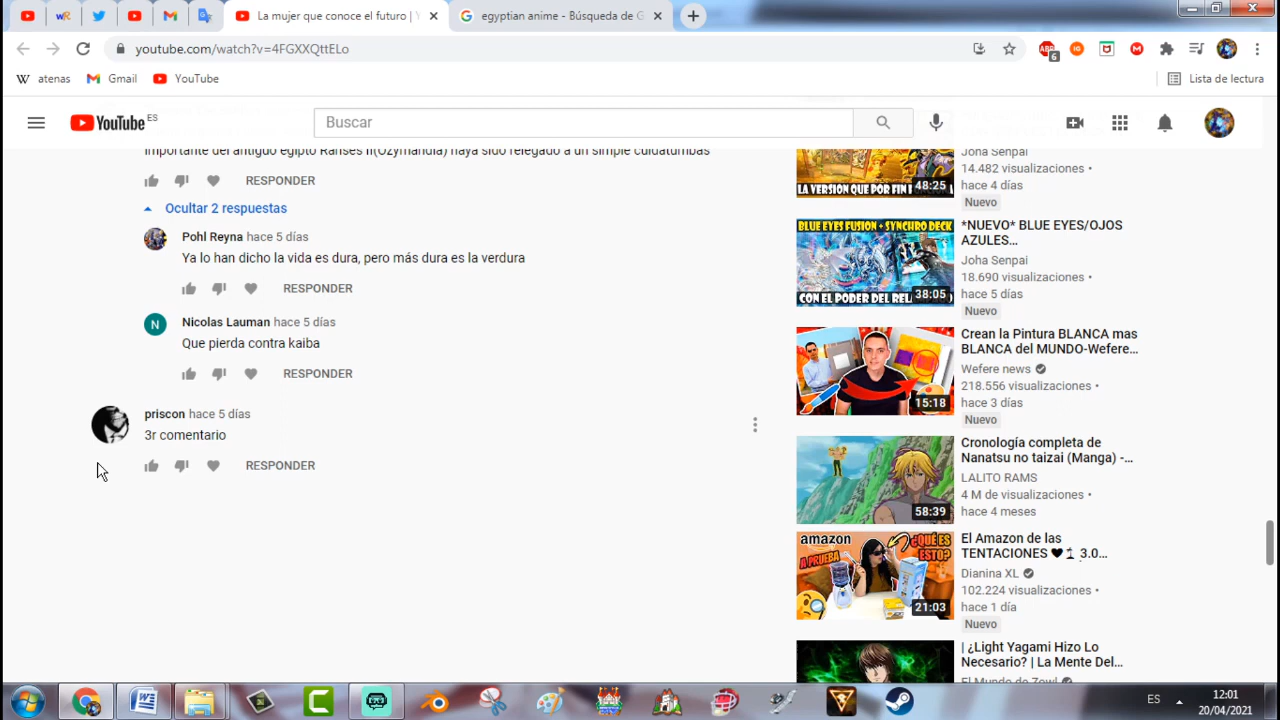 La mujer que conoce el futuro | Y
egyptian anime - Búsqueda de G
youtube.com/watch?v=4FGXXQttELo
6
atenas
Gmail
YouTube
Lista de lectura
YouTube ES
Buscar
importante del antiguo egipto Ranses II(Ozymandia) haya sido relegado a un simple cuidatumbas
RESPONDER
Ocultar 2 respuestas
Pohl Reyna hace 5 días
Ya lo han dicho la vida es dura, pero más dura es la verdura
RESPONDER
N
Nicolas Lauman hace 5 días
Que pierda contra kaiba
RESPONDER
priscon hace 5 días
3r comentario
RESPONDER
LA VERSION QUE POR FIN
48:25
Joha Senpai
14.482 visualizaciones •
hace 4 días
Nuevo
BLUE EYES FUSION + SYNCHRO DECK
CON EL PODER DEL
38:05
*NUEVO* BLUE EYES/OJOS
AZULES...
Joha Senpai
18.690 visualizaciones •
hace 5 días
Nuevo
15:18
Crean la Pintura BLANCA mas
BLANCA del MUNDO-Wefere...
Wefere news
218.556 visualizaciones •
hace 3 días
Nuevo
58:39
Cronología completa de
Nanatsu no taizai (Manga) -...
LALITO RAMS
4 M de visualizaciones •
hace 4 meses
amazon
A PRUEBA
¿QUÉ ES
ESTO?
21:03
El Amazon de las
TENTACIONES ♥🏝 3.0...
Dianina XL
102.224 visualizaciones •
hace 1 día
Nuevo
| ¿Light Yagami Hizo Lo
Necesario? | La Mente Del...
El Mundo de Zowl
ES
12:01
20/04/2021